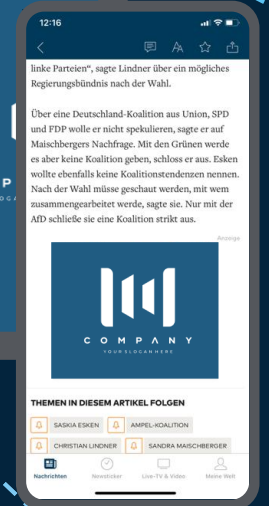 12:16
linke Parteien“, sagte Lindner über ein mögliches
Regierungsbündnis nach der Wahl.
Über eine Deutschland-Koalition aus Union, SPD
und FDP wolle er nicht spekulieren, sagte er auf
Maischbergers Nachfrage. Mit den Grünen werde
es aber keine Koalition geben, schloss er aus. Esken
wollte ebenfalls keine Koalitionstendenzen nennen.
Nach der Wahl müsse geschaut werden, mit wem
zusammengearbeitet werde, sagte sie. Nur mit der
AfD schließe sie eine Koalition strikt aus.
Anzeige
COMPANY
YOUR SLOGAN HERE
THEMEN IN DIESEM ARTIKEL FOLGEN
SASKIA ESKEN
AMPEL-KOALITION
CHRISTIAN LINDNER
SANDRA MAISCHBERGER
Nachrichten
Newsticker
Live-TV & Video
Meine Welt